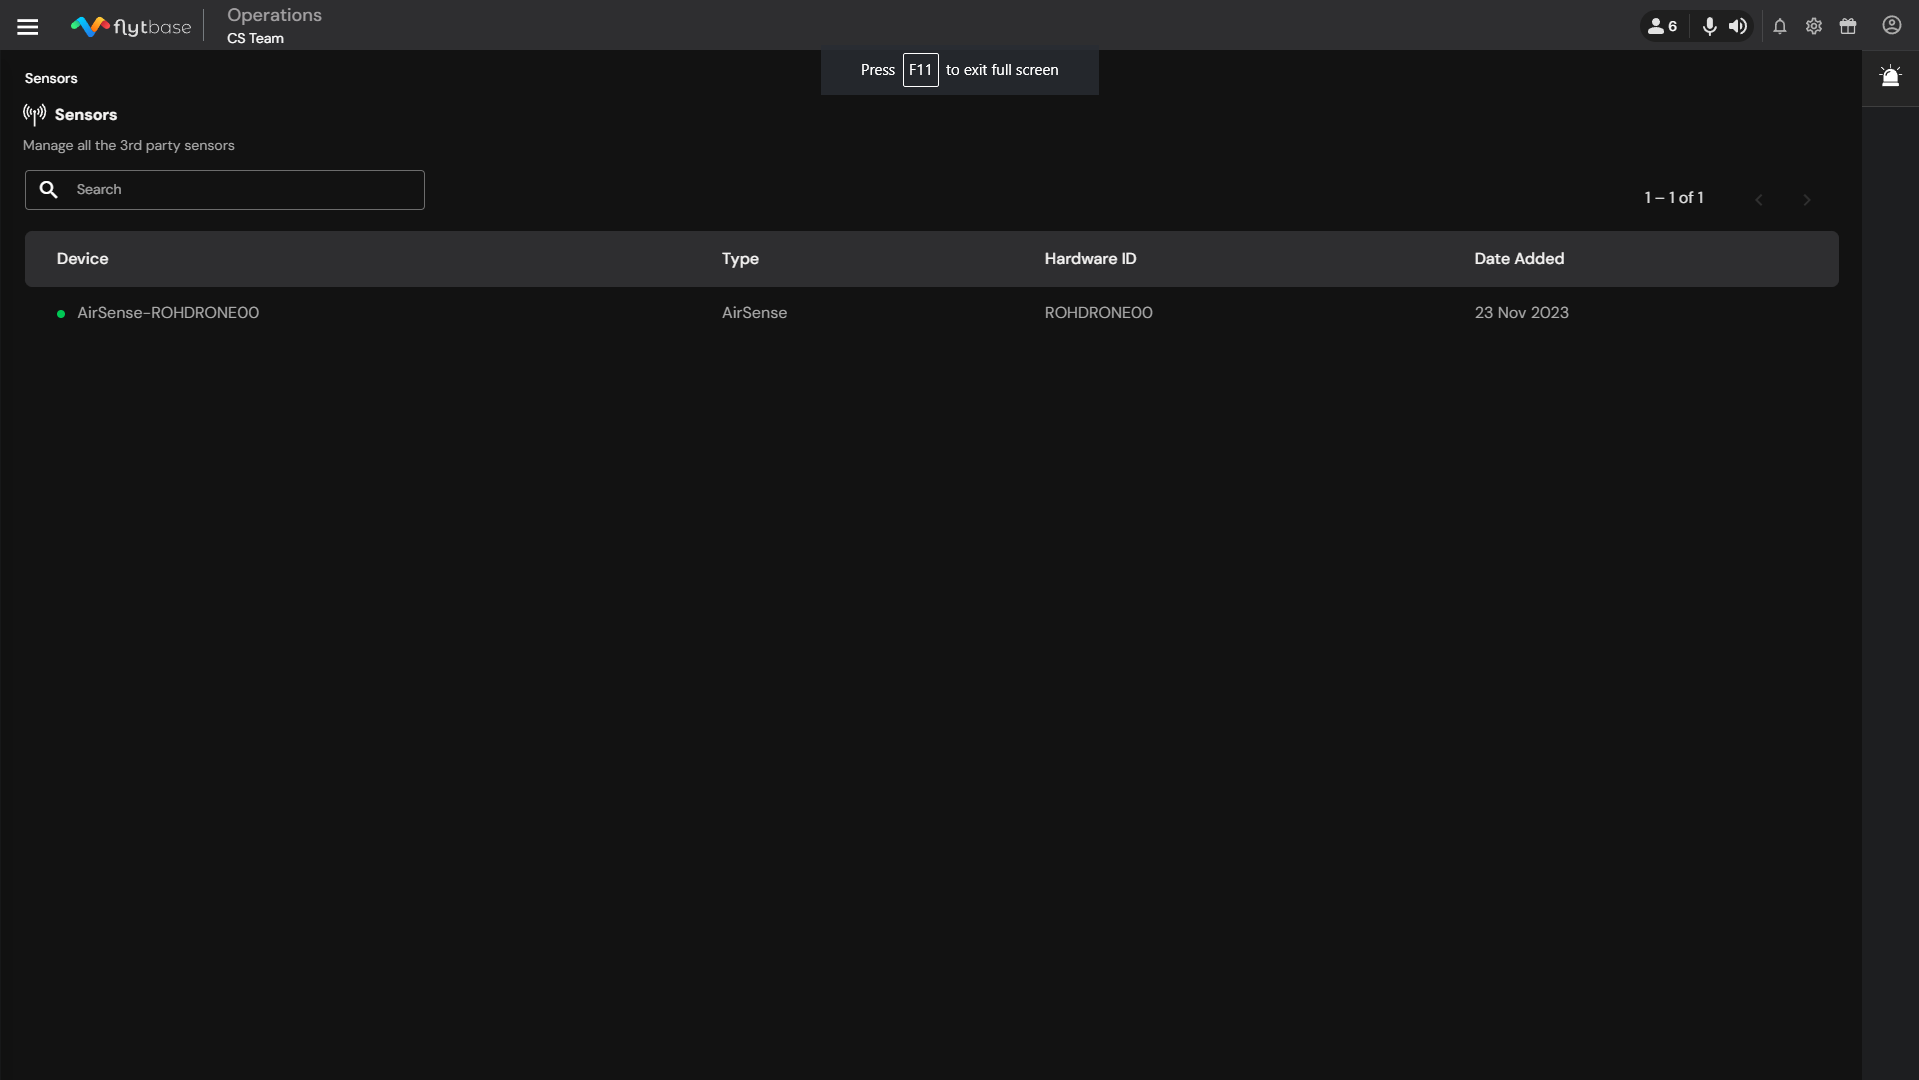 flytbase
Operations
CS Team
6
Press F11 to exit full screen
Sensors
Sensors
Manage all the 3rd party sensors
Search
1 – 1 of 1
Device Type Hardware ID Date Added
AirSense-ROHDRONE00 AirSense ROHDRONE00 23 Nov 2023